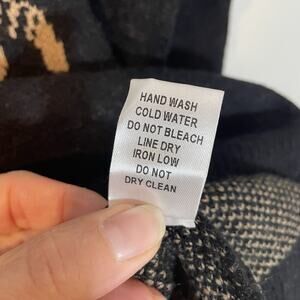 HAND WASH
COLD WATER
DO NOT BLEACH
LINE DRY
IRON LOW
DO NOT
DRY CLEAN